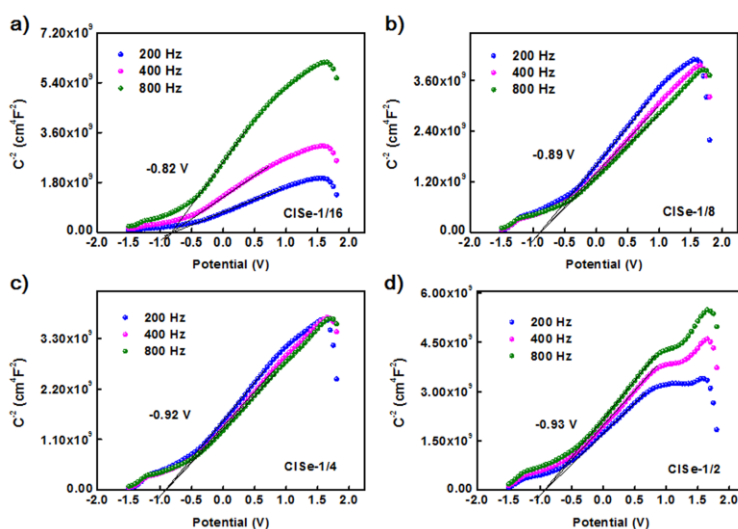 a)
7.20x10⁹
5.40x10⁹
3.60x10⁹
1.80x10⁹
0.00
C⁻² (cm⁴F⁻²)
200 Hz
400 Hz
800 Hz
-0.82 V
CISe-1/16
-2.0 -1.5 -1.0 -0.5 0.0 0.5 1.0 1.5 2.0
Potential (V)
b)
3.60x10⁹
2.40x10⁹
1.20x10⁹
0.00
C⁻² (cm⁴F⁻²)
200 Hz
400 Hz
800 Hz
-0.89 V
CISe-1/8
-2.0 -1.5 -1.0 -0.5 0.0 0.5 1.0 1.5 2.0
Potential (V)
c)
3.30x10⁹
2.20x10⁹
1.10x10⁹
0.00
C⁻² (cm⁴F⁻²)
200 Hz
400 Hz
800 Hz
-0.92 V
CISe-1/4
-2.0 -1.5 -1.0 -0.5 0.0 0.5 1.0 1.5 2.0
Potential (V)
d)
6.00x10⁹
4.50x10⁹
3.00x10⁹
1.50x10⁹
0.00
C⁻² (cm⁴F⁻²)
200 Hz
400 Hz
800 Hz
-0.93 V
CISe-1/2
-2.0 -1.5 -1.0 -0.5 0.0 0.5 1.0 1.5 2.0
Potential (V)